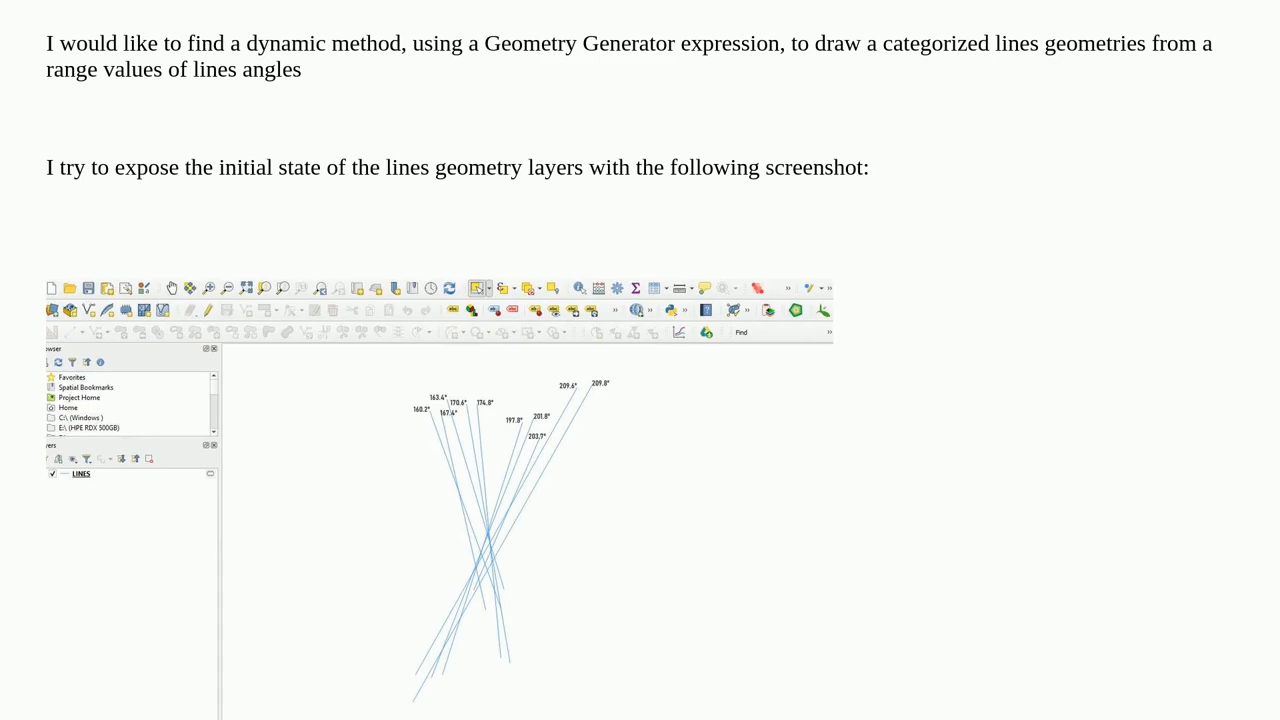 I would like to find a dynamic method, using a Geometry Generator expression, to draw a categorized lines geometries from a
range values of lines angles
I try to expose the initial state of the lines geometry layers with the following screenshot:
Find
wser
Favorites
Spatial Bookmarks
Project Home
Home
C:\ (Windows )
E:\ (HPE RDX 500GB)
yers
LINES
209.6° 209.8°
163.4° 170.6° 174.8°
160.2° 167.4° 201.8°
197.8°
203.7°